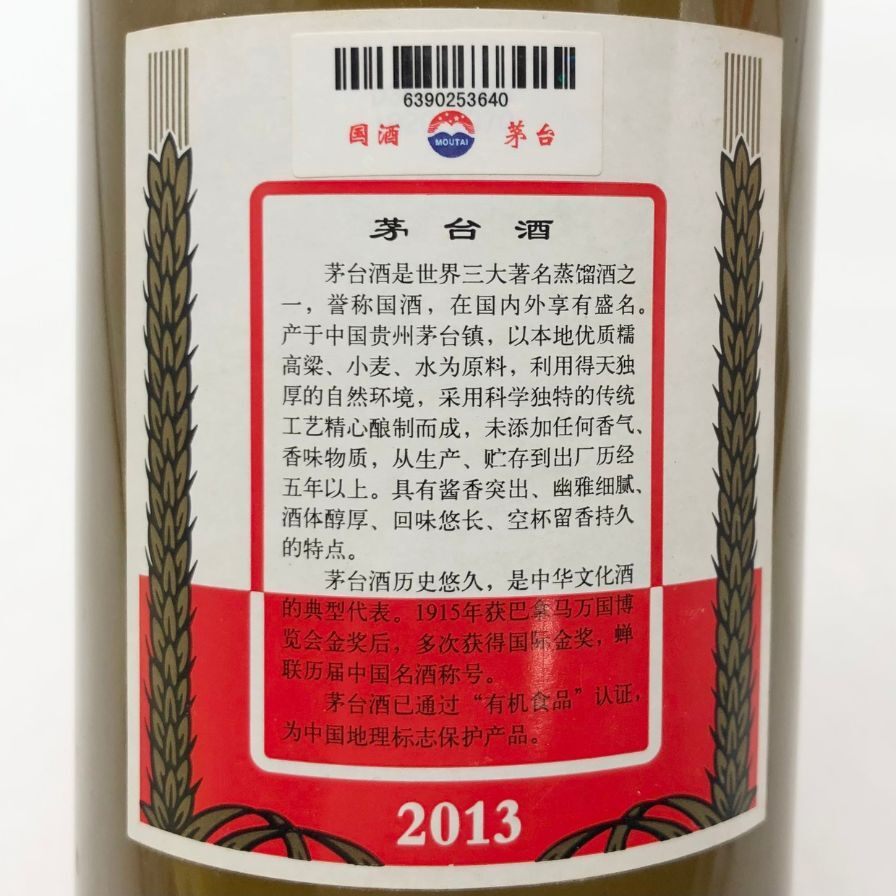 6390253640
国酒 MOUTAI 茅台
茅台酒
茅台酒是世界三大著名蒸馏酒之
一，誉称国酒，在国内外享有盛名。
产于中国贵州茅台镇，以本地优质糯
高粱、小麦、水为原料，利用得天独
厚的自然环境，采用科学独特的传统
工艺精心酿制而成，未添加任何香气、
香味物质，从生产、贮存到出厂历经
五年以上。具有酱香突出、幽雅细腻、
酒体醇厚、回味悠长、空杯留香持久
的特点。
茅台酒历史悠久，是中华文化酒
的典型代表。1915年获巴拿马万国博
览会金奖后，多次获得国际金奖，蝉
联历届中国名酒称号。
茅台酒已通过“有机食品”认证，
为中国地理标志保护产品。
2013